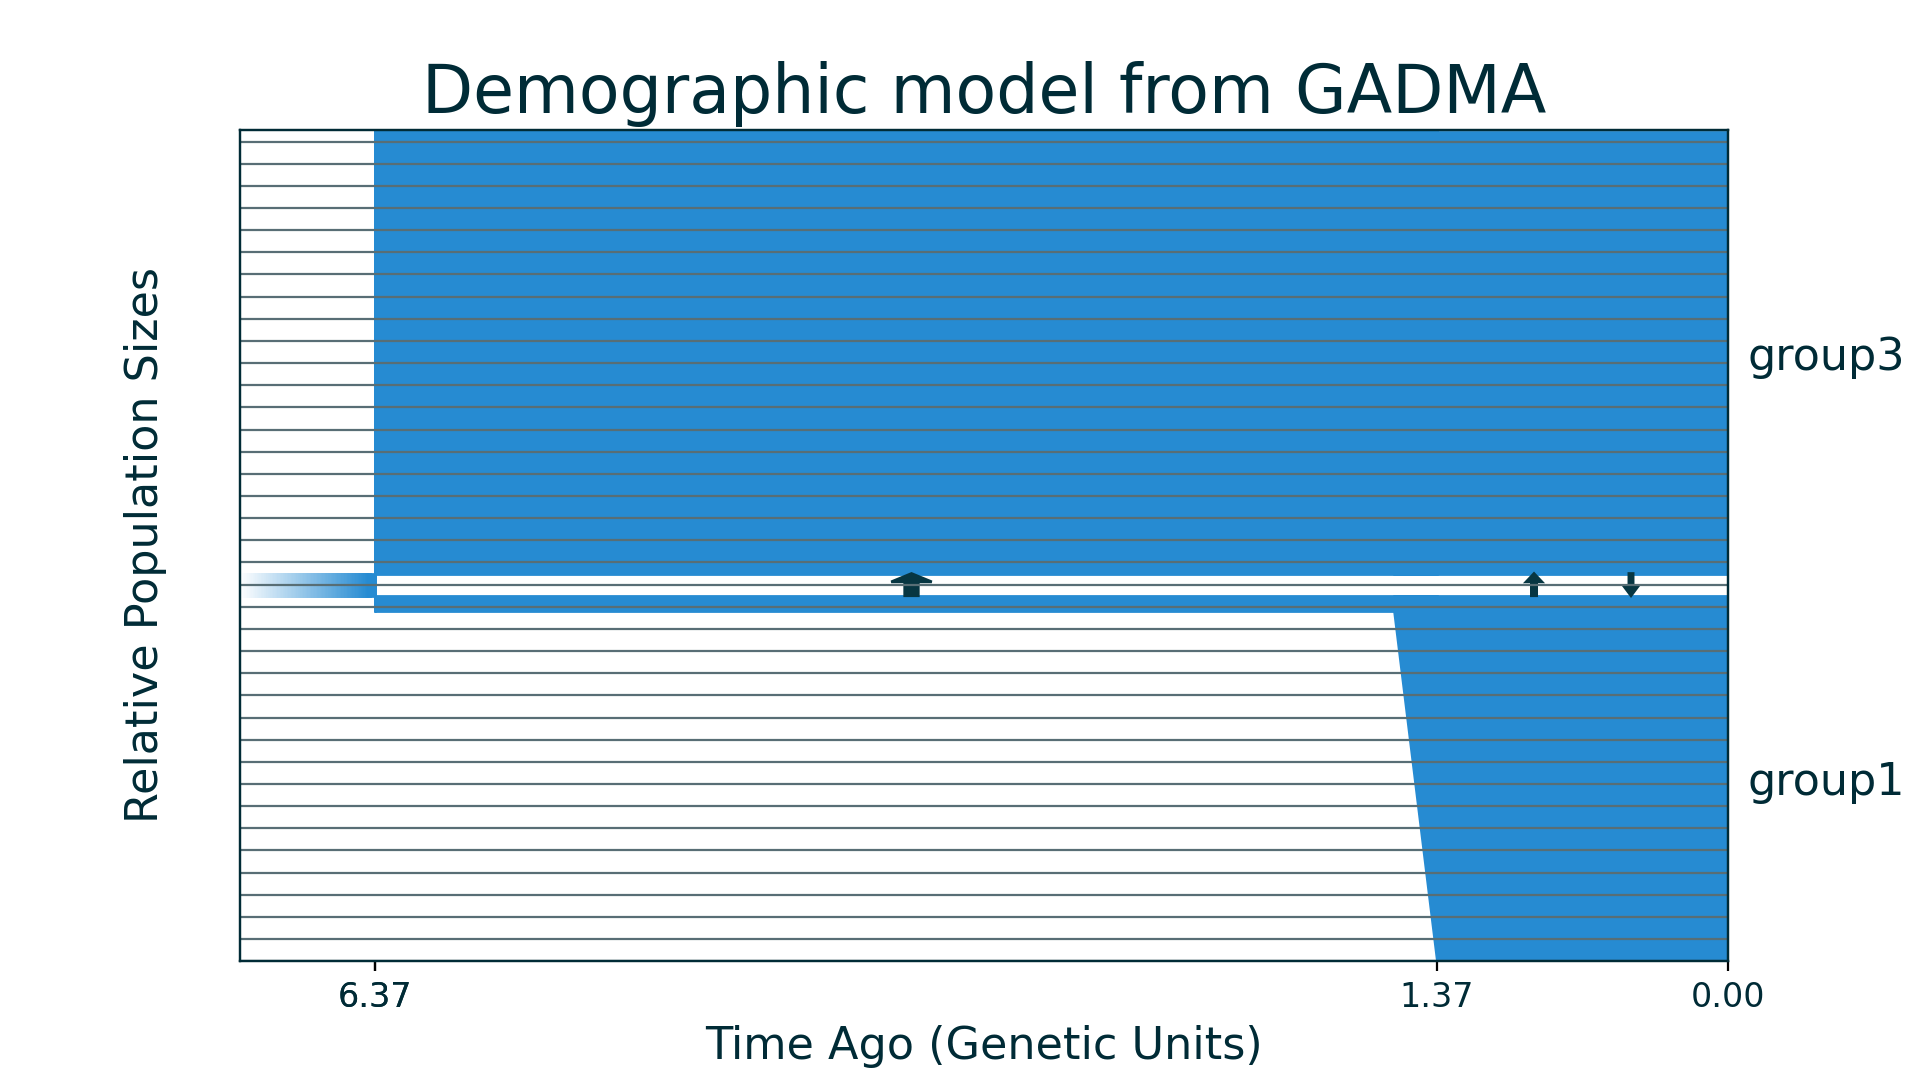 Demographic model from GADMA
Relative Population Sizes
group3
group1
6.37
1.37
0.00
Time Ago (Genetic Units)